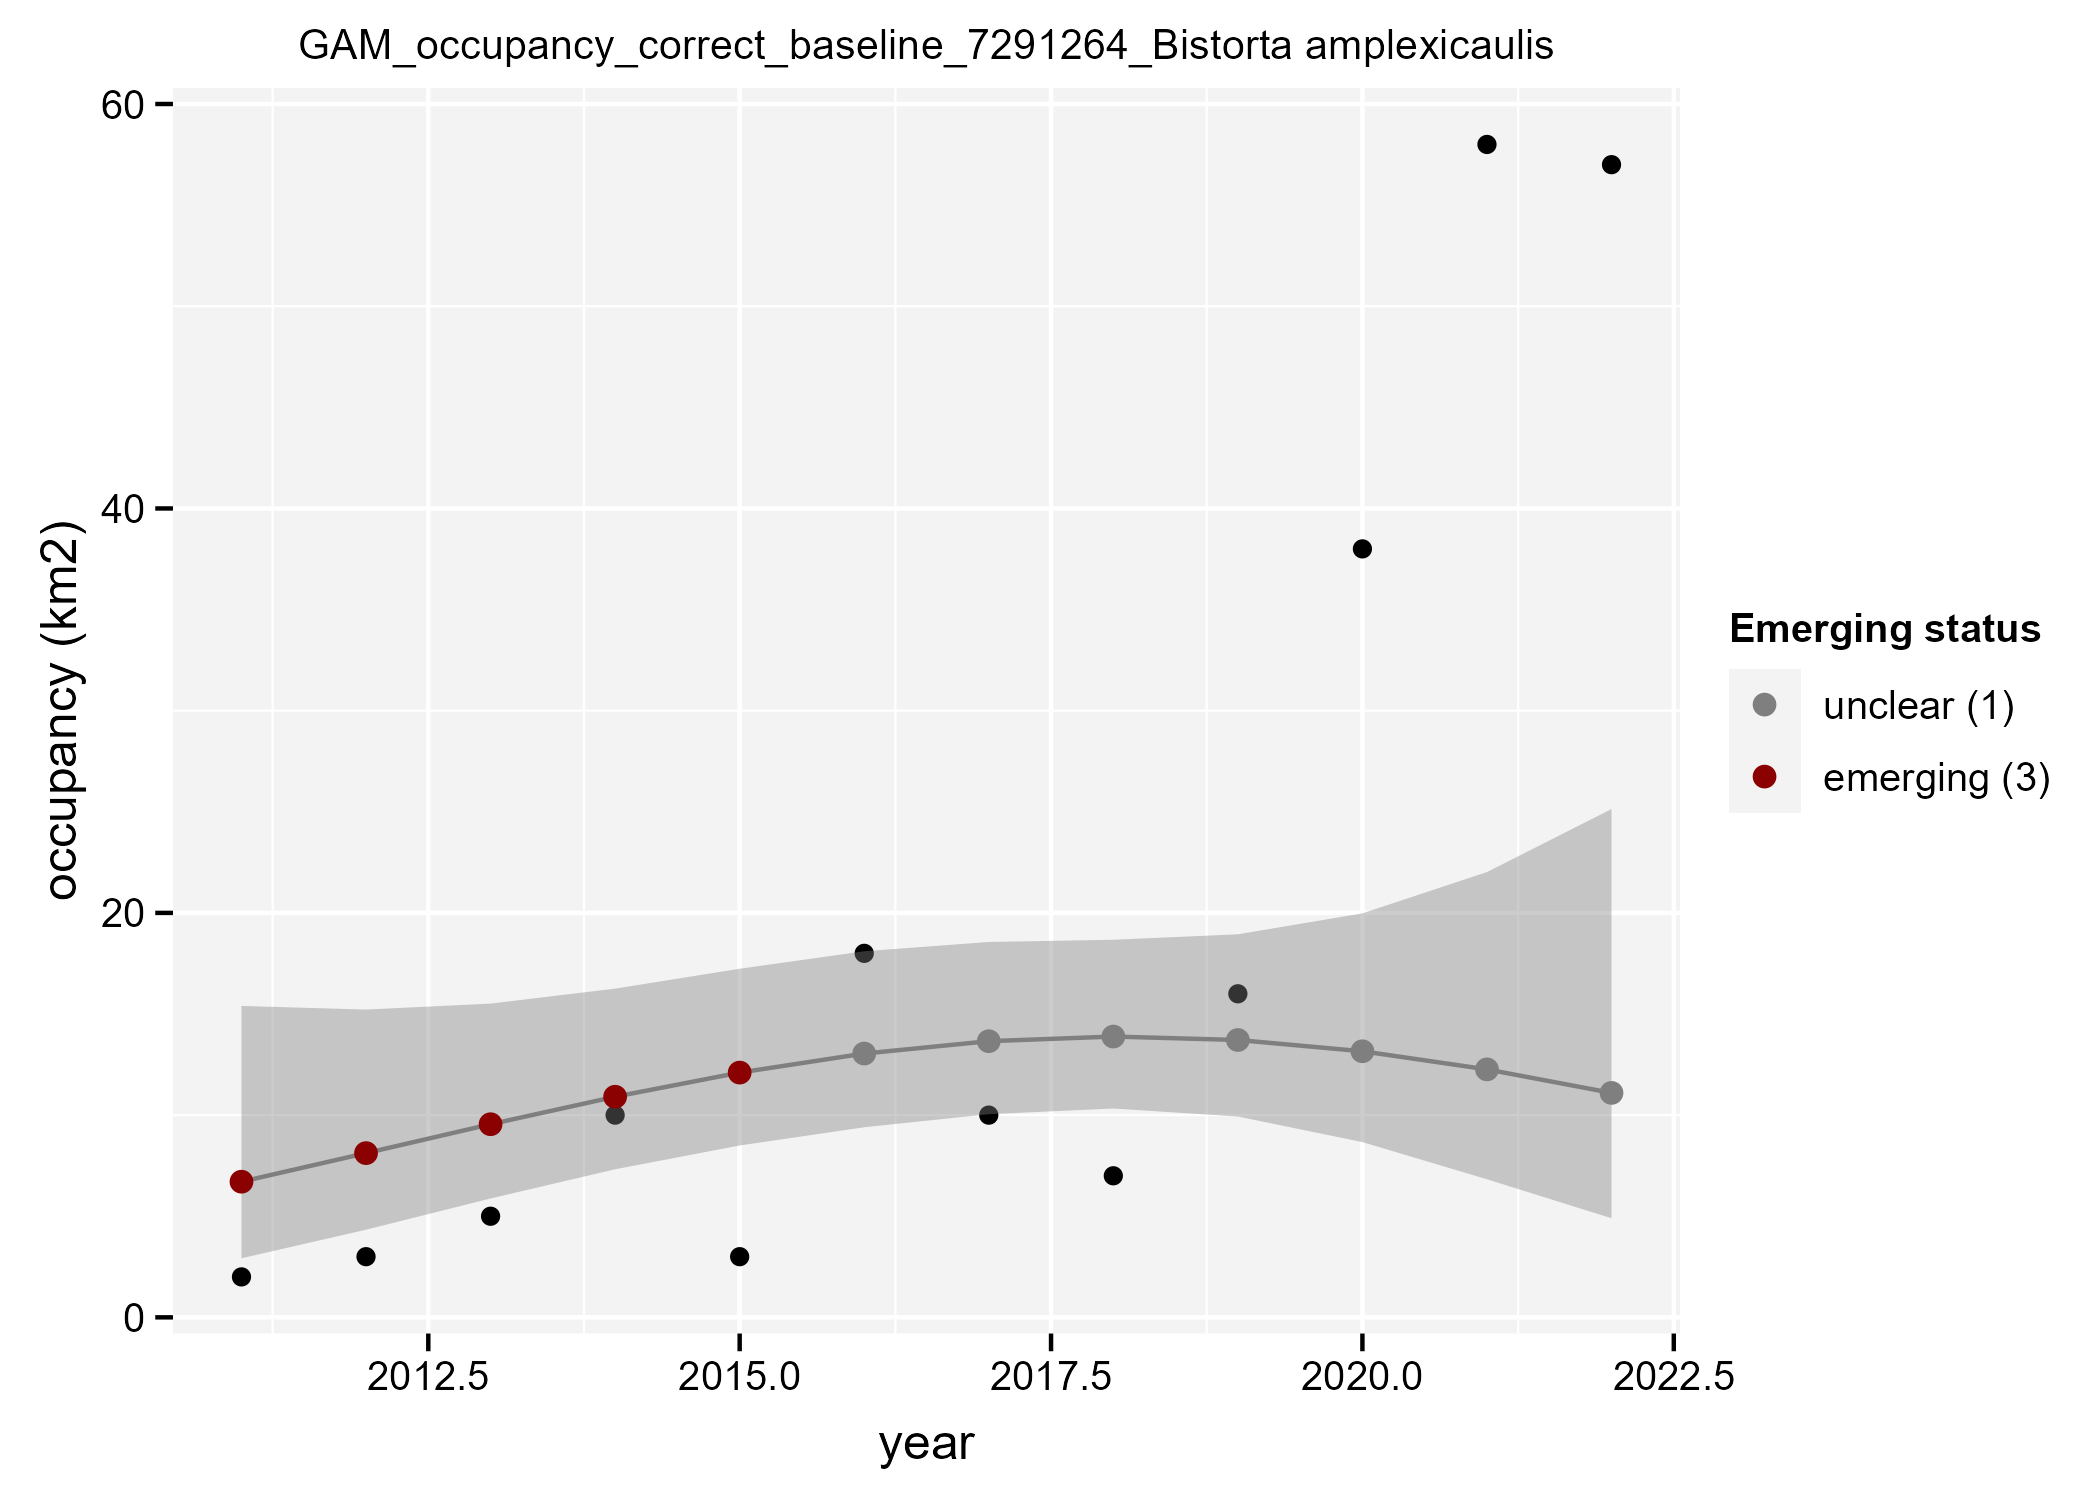 GAM_occupancy_correct_baseline_7291264_Bistorta amplexicaulis
60
40
20
0
occupancy (km2)
2012.5
2015.0
2017.5
2020.0
2022.5
year
Emerging status
unclear (1)
emerging (3)